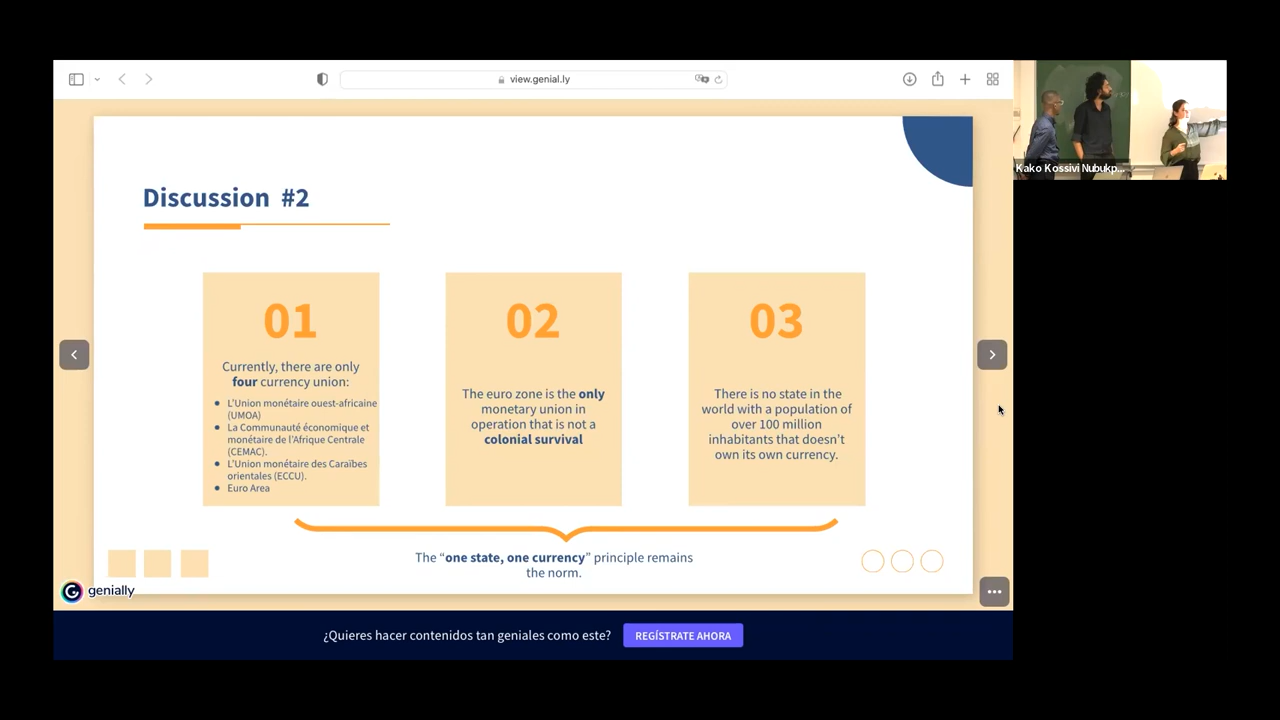 view.genial.ly
Kako Kossivi Nubukp...
Discussion #2
01
Currently, there are only
four currency union:
L'Union monétaire ouest-africaine
(UMOA)
La Communauté économique et
monétaire de l'Afrique Centrale
(CEMAC).
L'Union monétaire des Caraïbes
orientales (ECCU).
Euro Area
02
The euro zone is the only
monetary union in
operation that is not a
colonial survival
03
There is no state in the
world with a population of
over 100 million
inhabitants that doesn't
own its own currency.
The “one state, one currency” principle remains
the norm.
genially
¿Quieres hacer contenidos tan geniales como este?
REGÍSTRATE AHORA